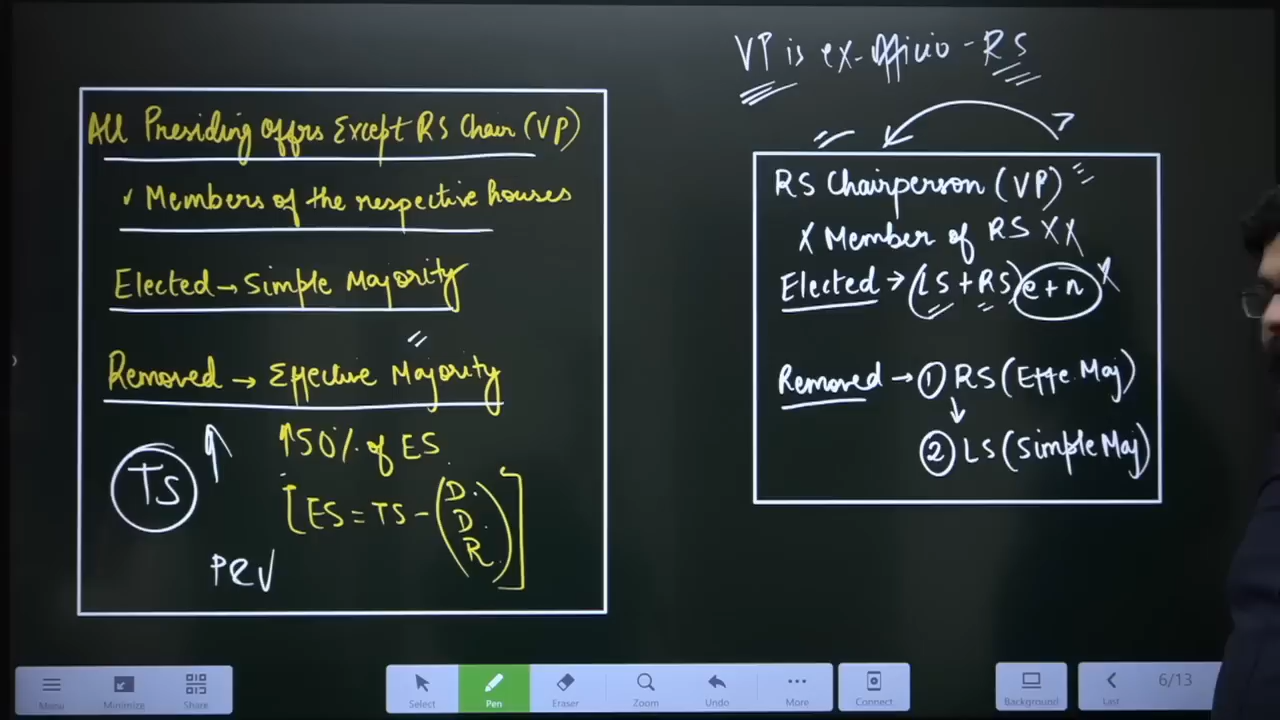 VP is ex-officio - RS
All Presiding Offrs Except RS Chair (VP)
✓ Members of the respective houses
Elected → Simple Majority
Removed → Effective Majority
↑50% of ES
TS ↑
[ES = TS - (D.
D.
R.)]
P&V
RS Chairperson (VP)
X Member of RS XX
Elected → (LS + RS) (e + n) X
Removed → ① RS (Effe. Maj)
↓
② LS (Simple Maj)
Menu
Minimize
Share
Select
Pen
Eraser
Zoom
Undo
More
Connect
Background
Last
6/13